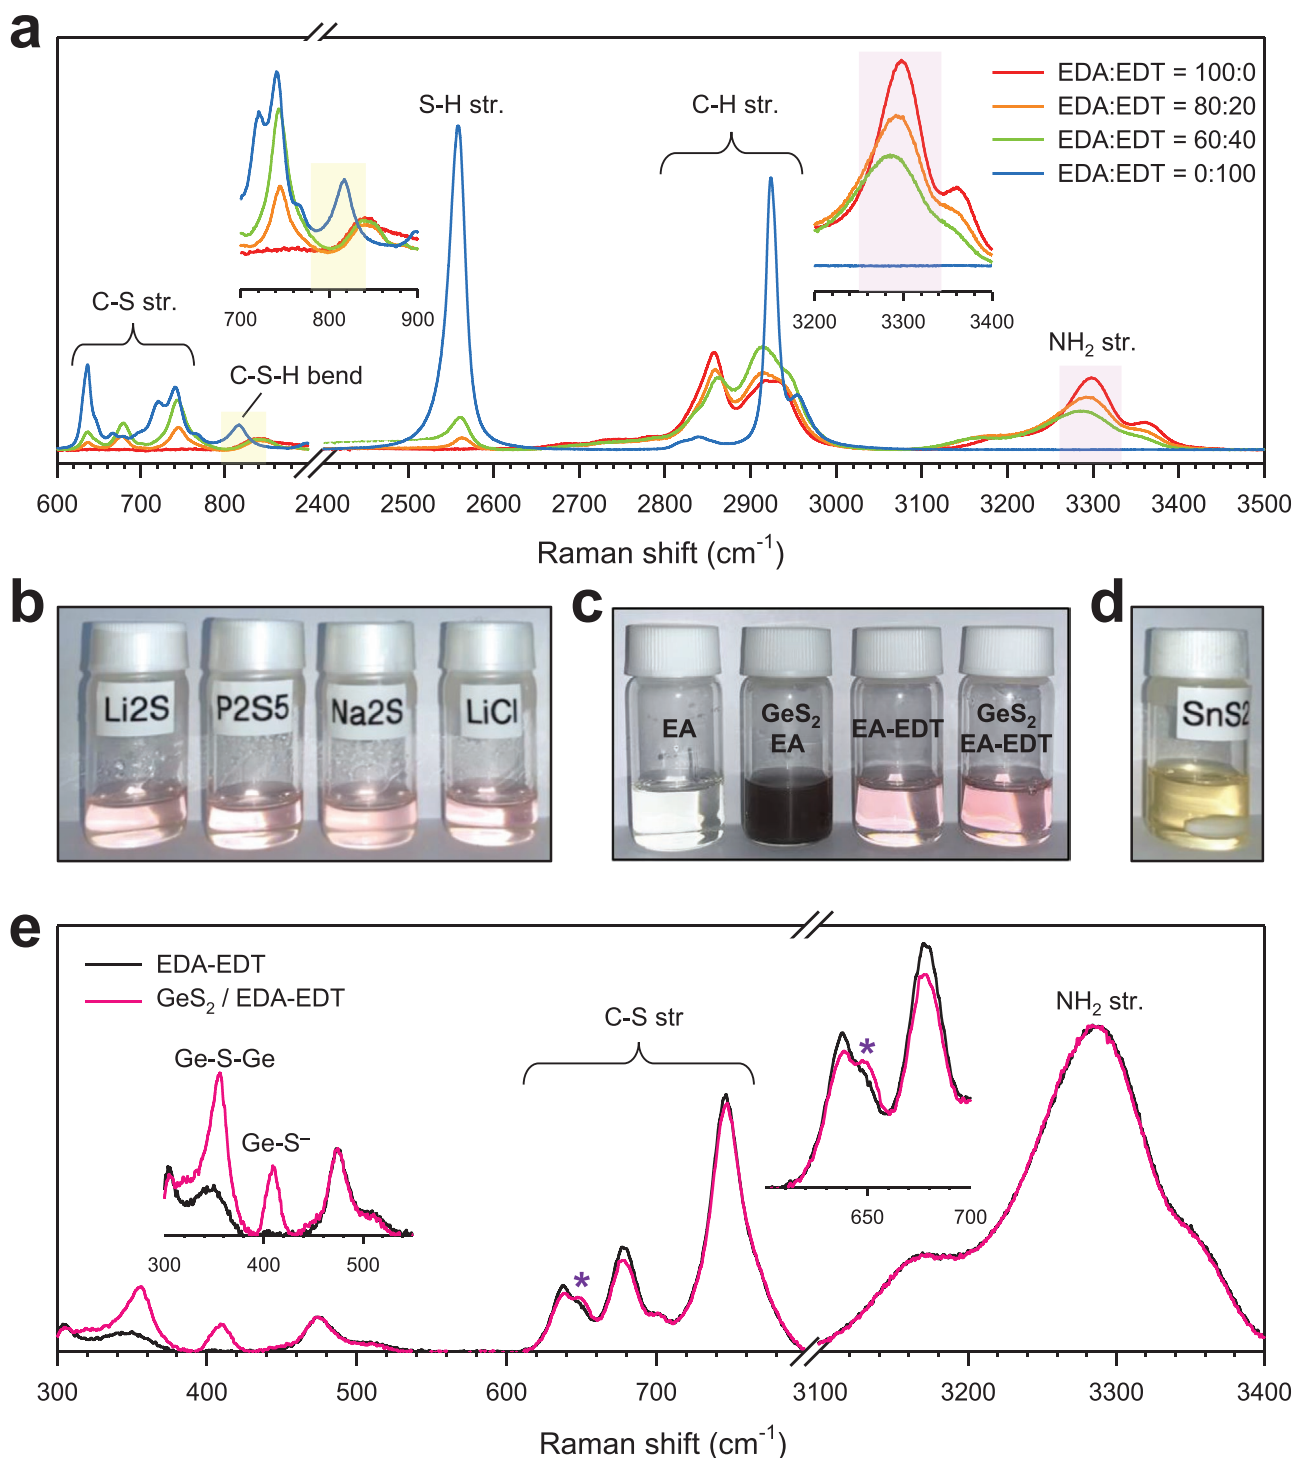 a
S-H str.
C-H str.
EDA:EDT = 100:0
EDA:EDT = 80:20
EDA:EDT = 60:40
EDA:EDT = 0:100
700 800 900
3200 3300 3400
C-S str.
C-S-H bend
NH₂ str.
600 700 800 2400 2500 2600 2700 2800 2900 3000 3100 3200 3300 3400 3500
Raman shift (cm⁻¹)
b
Li2S
P2S5
Na2S
LiCl
c
EA
GeS₂
EA
EA-EDT
GeS₂
EA-EDT
d
SnS2
e
EDA-EDT
GeS₂ / EDA-EDT
C-S str
NH₂ str.
Ge-S-Ge
Ge-S⁻
*
300 400 500
650 700
*
300 400 500 600 700 3100 3200 3300 3400
Raman shift (cm⁻¹)